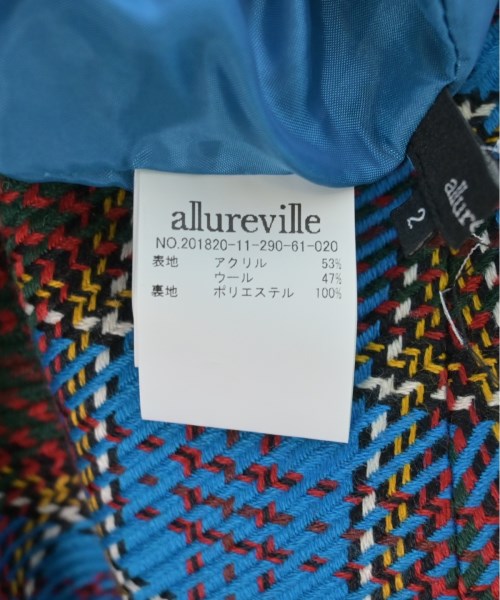 allureville
NO.201820-11-290-61-020
表地 アクリル 53%
ウール 47%
裏地 ポリエステル 100%
2